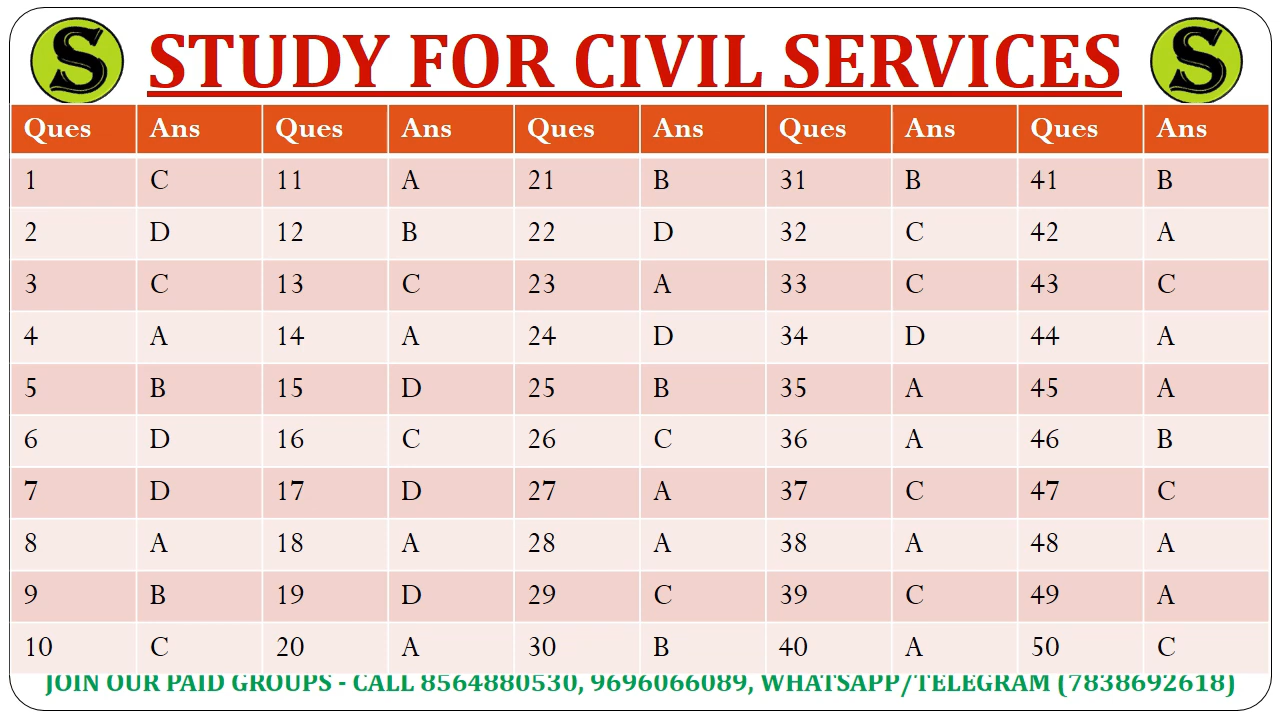 S STUDY FOR CIVIL SERVICES S
Ques Ans Ques Ans Ques Ans Ques Ans Ques Ans
1 C 11 A 21 B 31 B 41 B
2 D 12 B 22 D 32 C 42 A
3 C 13 C 23 A 33 C 43 C
4 A 14 A 24 D 34 D 44 A
5 B 15 D 25 B 35 A 45 A
6 D 16 C 26 C 36 A 46 B
7 D 17 D 27 A 37 C 47 C
8 A 18 A 28 A 38 A 48 A
9 B 19 D 29 C 39 C 49 A
10 C 20 A 30 B 40 A 50 C
JOIN OUR PAID GROUPS - CALL 8564880530, 9696066089, WHATSAPP/TELEGRAM (7838692618)